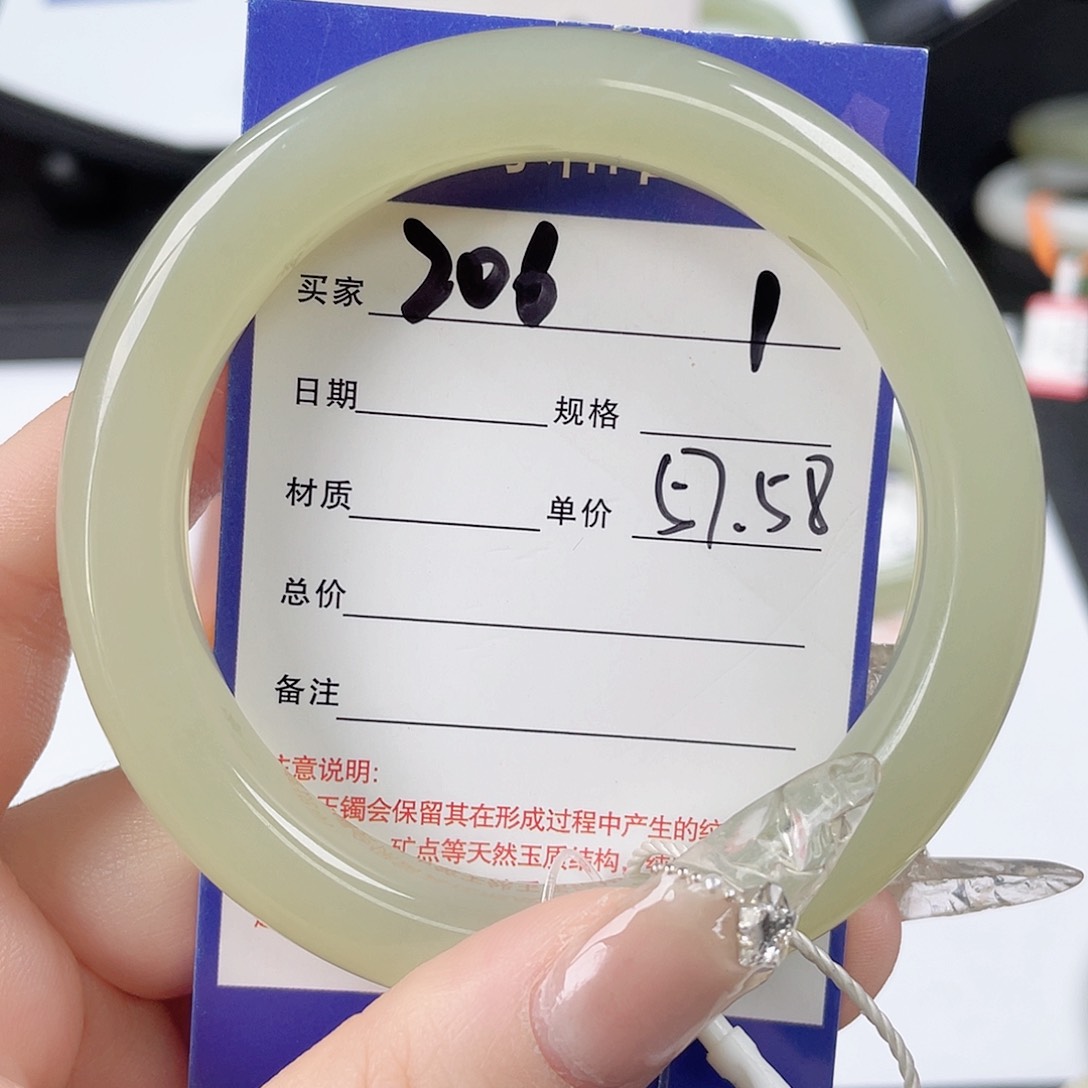 买家 206 1
日期 规格
材质 单价 57.58
总价
备注
意说明:
玉镯会保留其在形成过程中产生的纹
矿点等天然玉质结构,